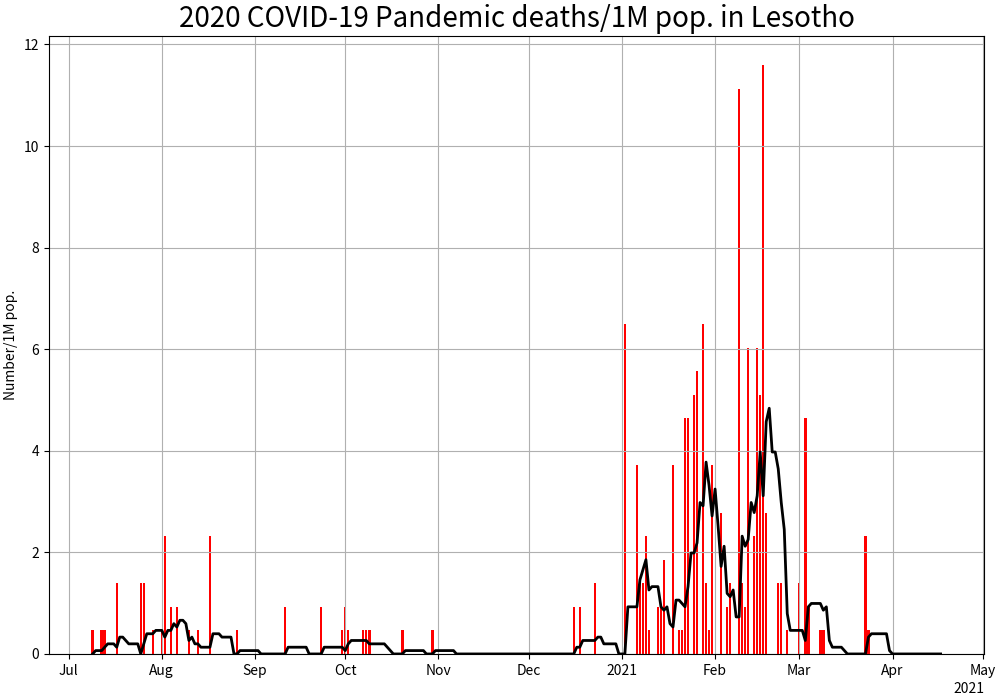 2020 COVID-19 Pandemic deaths/1M pop. in Lesotho
Number/1M pop.
12
10
8
6
4
2
0
Jul Aug Sep Oct Nov Dec 2021 Feb Mar Apr May
2021